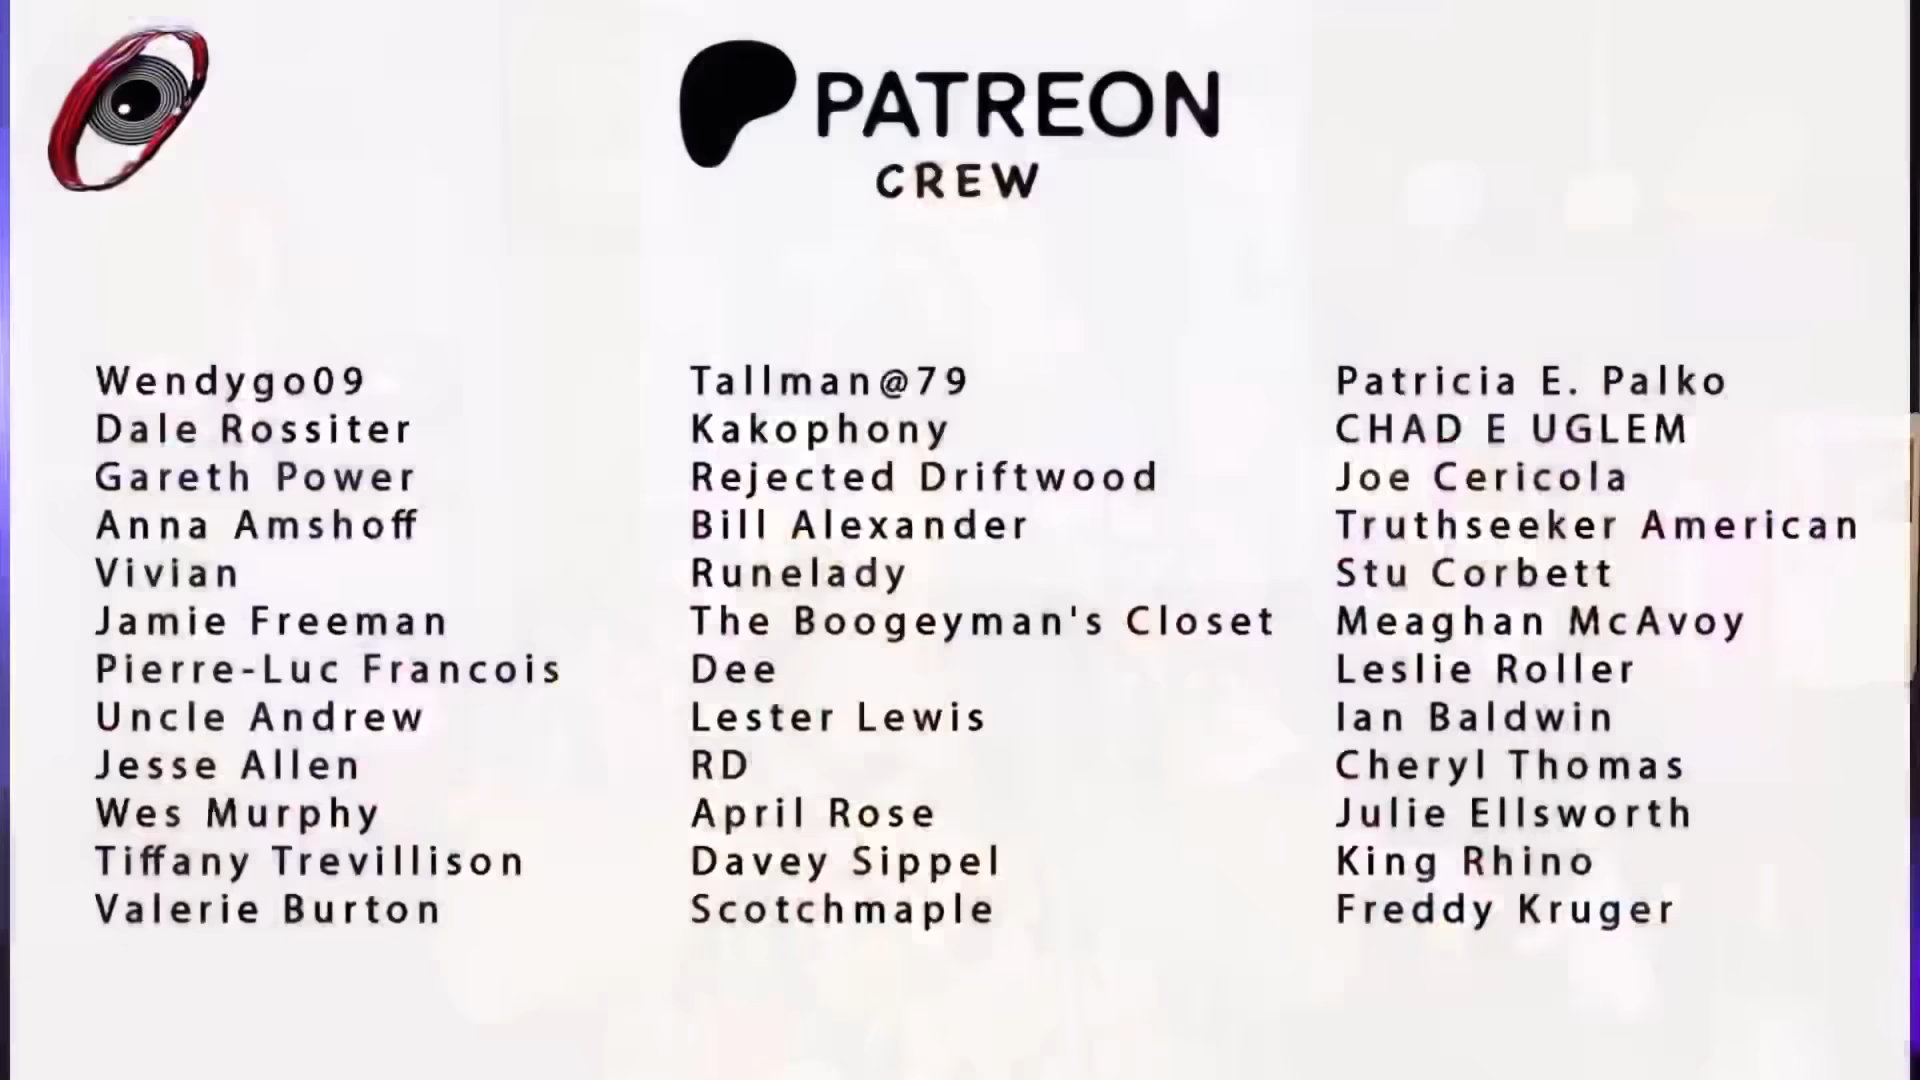 PATREON
CREW
Wendygo09
Dale Rossiter
Gareth Power
Anna Amshoff
Vivian
Jamie Freeman
Pierre-Luc Francois
Uncle Andrew
Jesse Allen
Wes Murphy
Tiffany Trevillison
Valerie Burton
Tallman@79
Kakophony
Rejected Driftwood
Bill Alexander
Runelady
The Boogeyman's Closet
Dee
Lester Lewis
RD
April Rose
Davey Sippel
Scotchmaple
Patricia E. Palko
CHAD E UGLEM
Joe Cericola
Truthseeker American
Stu Corbett
Meaghan McAvoy
Leslie Roller
Ian Baldwin
Cheryl Thomas
Julie Ellsworth
King Rhino
Freddy Kruger